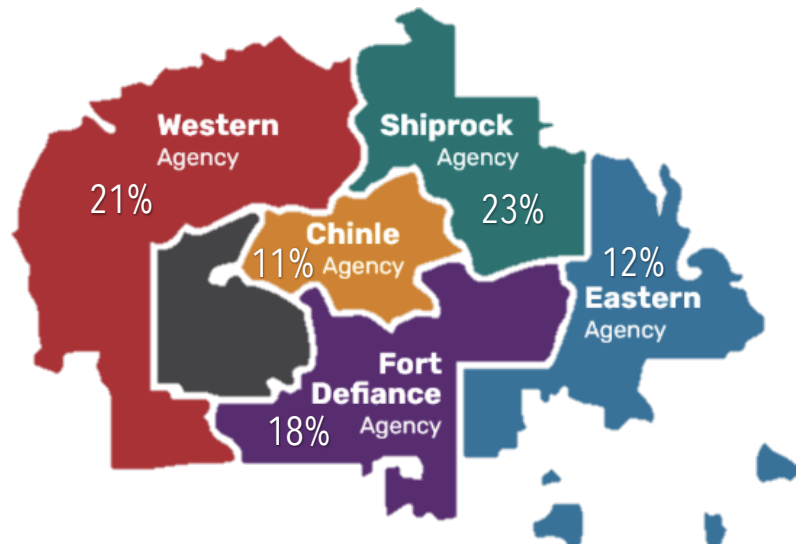 Western
Agency
21%
Shiprock
Agency
23%
Chinle
11% Agency
12%
Eastern
Agency
Fort
Defiance
18% Agency